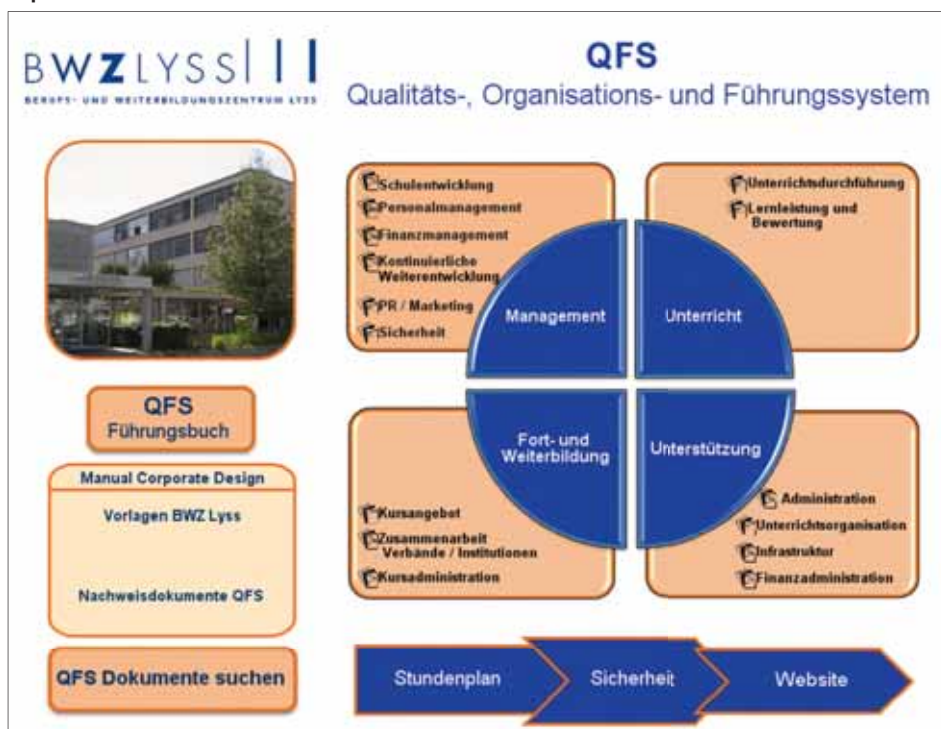 BWZLYSS
BERUFS- UND WEITERBILDUNGSZENTRUM LYSS
QFS
Qualitäts-, Organisations- und Führungssystem
Schulentwicklung
Personalmanagement
Finanzmanagement
Kontinuierliche
Weiterentwicklung
PR / Marketing
Sicherheit
Management
Unterrichtsdurchführung
Lernleistung und
Bewertung
Unterricht
QFS
Führungsbuch
Manual Corporate Design
Vorlagen BWZ Lyss
Nachweisdokumente QFS
QFS Dokumente suchen
Fort- und
Weiterbildung
Kursangebot
Zusammenarbeit
Verbände / Institutionen
Kursadministration
Unterstützung
Administration
Unterrichtsorganisation
Infrastruktur
Finanzadministration
Stundenplan
Sicherheit
Website